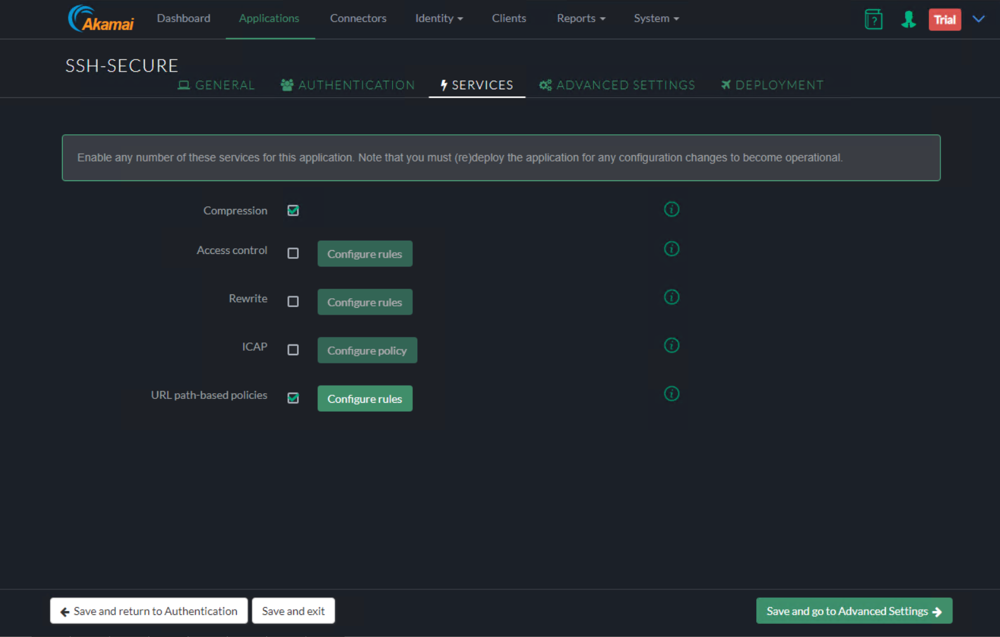 Akamai
Dashboard
Applications
Connectors
Identity
Clients
Reports
System
?
Trial
SSH-SECURE
GENERAL
AUTHENTICATION
SERVICES
ADVANCED SETTINGS
DEPLOYMENT
Enable any number of these services for this application. Note that you must (re)deploy the application for any configuration changes to become operational.
Compression
i
Access control
Configure rules
i
Rewrite
Configure rules
i
ICAP
Configure policy
i
URL path-based policies
Configure rules
i
Save and return to Authentication
Save and exit
Save and go to Advanced Settings